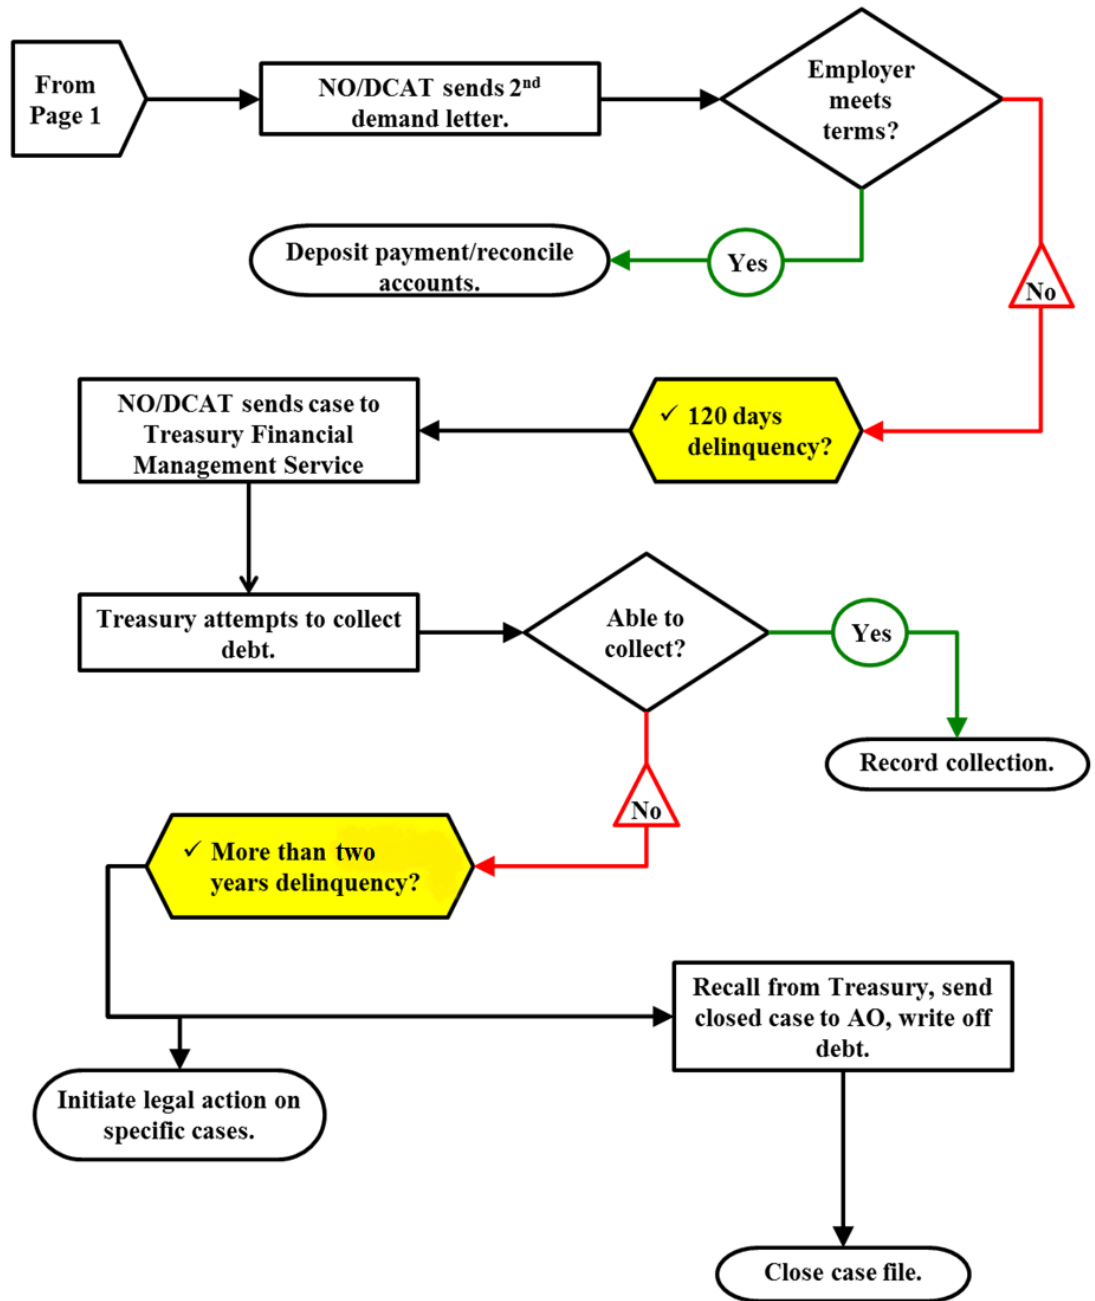 From
Page 1
NO/DCAT sends 2nd
demand letter.
Employer
meets
terms?
Deposit payment/reconcile
accounts.
Yes
No
NO/DCAT sends case to
Treasury Financial
Management Service
✓ 120 days
delinquency?
Treasury attempts to collect
debt.
Able to
collect?
Yes
Record collection.
No
✓ More than two
years delinquency?
Recall from Treasury, send
closed case to AO, write off
debt.
Initiate legal action on
specific cases.
Close case file.